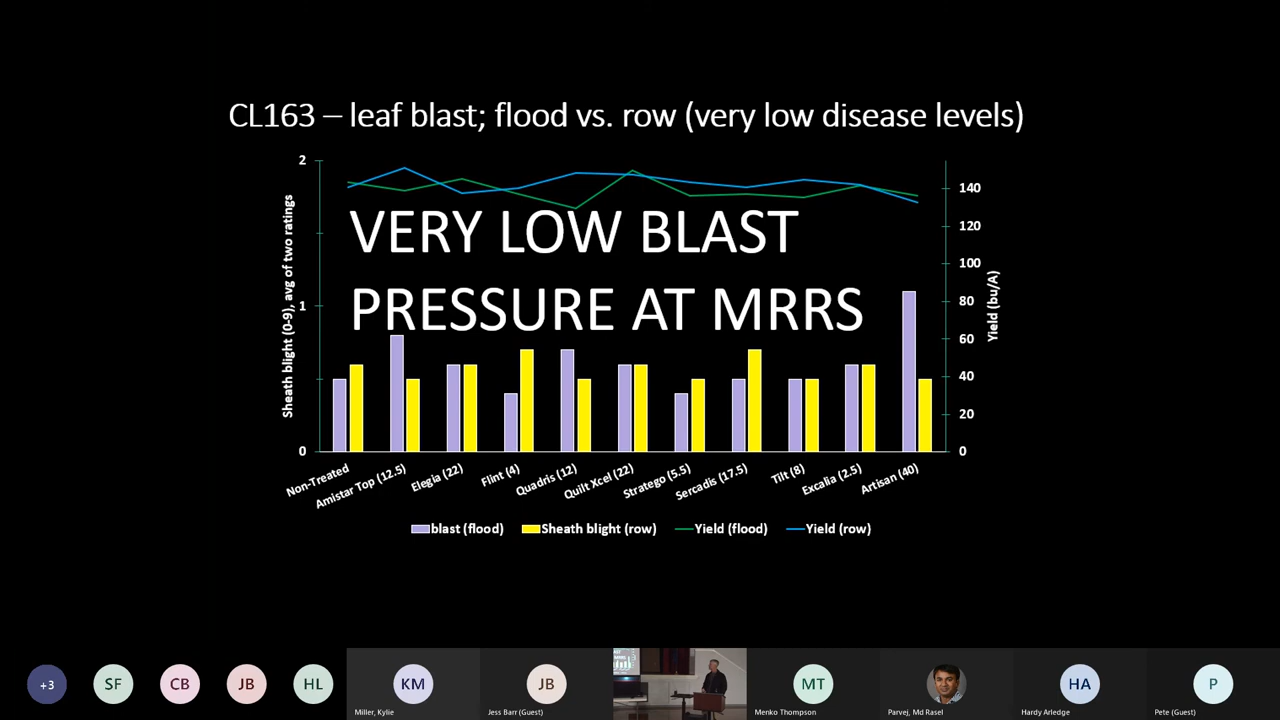 CL163 – leaf blast; flood vs. row (very low disease levels)
VERY LOW BLAST
PRESSURE AT MRRS
Sheath blight (0-9), avg of two ratings
2
1
0
Yield (bu/A)
140
120
100
80
60
40
20
0
Non-Treated
Amistar Top (12.5)
Elegia (22)
Flint (4)
Quadris (12)
Quilt Xcel (22)
Stratego (5.5)
Sercadis (17.5)
Tilt (8)
Excalia (2.5)
Artisan (40)
blast (flood)
Sheath blight (row)
Yield (flood)
Yield (row)
+3
SF
CB
JB
HL
KM
Miller, Kylie
JB
Jess Barr (Guest)
MT
Menko Thompson
Parvej, Md Rasel
HA
Hardy Arledge
P
Pete (Guest)